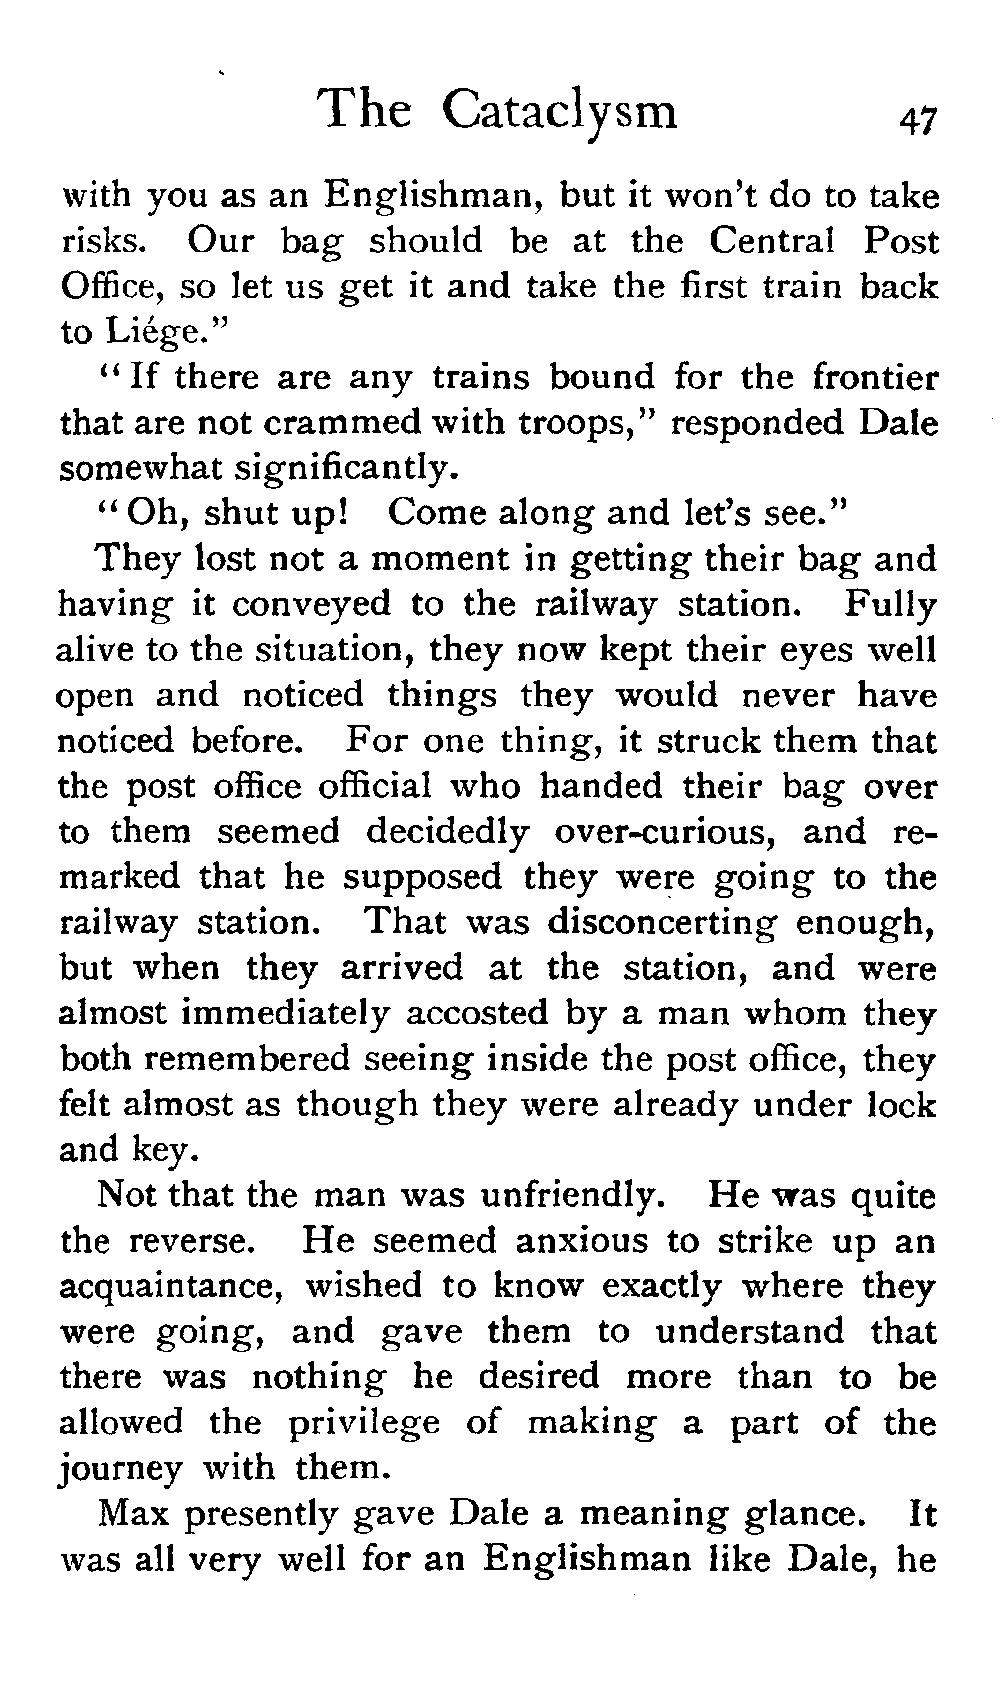 The Cataclysm 47
with you as an Englishman, but it won't do to take
risks. Our bag should be at the Central Post
Office, so let us get it and take the first train back
to Liége."
"If there are any trains bound for the frontier
that are not crammed with troops," responded Dale
somewhat significantly.
"Oh, shut up! Come along and let's see."
They lost not a moment in getting their bag and
having it conveyed to the railway station. Fully
alive to the situation, they now kept their eyes well
open and noticed things they would never have
noticed before. For one thing, it struck them that
the post office official who handed their bag over
to them seemed decidedly over-curious, and re-
marked that he supposed they were going to the
railway station. That was disconcerting enough,
but when they arrived at the station, and were
almost immediately accosted by a man whom they
both remembered seeing inside the post office, they
felt almost as though they were already under lock
and key.
Not that the man was unfriendly. He was quite
the reverse. He seemed anxious to strike up an
acquaintance, wished to know exactly where they
were going, and gave them to understand that
there was nothing he desired more than to be
allowed the privilege of making a part of the
journey with them.
Max presently gave Dale a meaning glance. It
was all very well for an Englishman like Dale, he